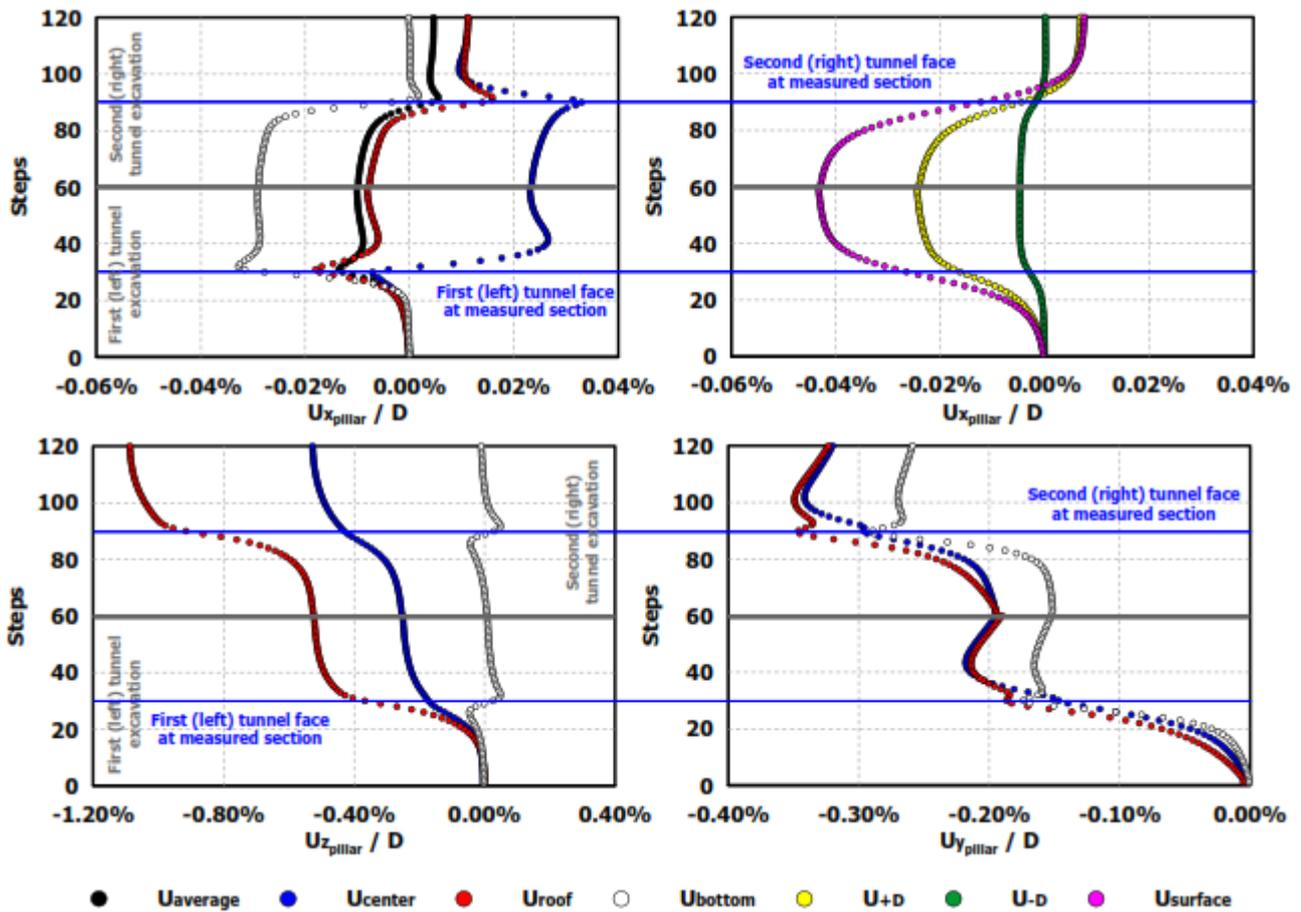 120
100
80
60
40
20
0
Steps
Second (right)
tunnel excavation
First (left) tunnel
excavation
First (left) tunnel face
at measured section
-0.06% -0.04% -0.02% 0.00% 0.02% 0.04%
Uxpillar / D
120
100
80
60
40
20
0
Steps
Second (right) tunnel face
at measured section
-0.06% -0.04% -0.02% 0.00% 0.02% 0.04%
Uxpillar / D
120
100
80
60
40
20
0
Steps
Second (right)
tunnel excavation
First (left) tunnel
excavation
First (left) tunnel face
at measured section
-1.20% -0.80% -0.40% 0.00% 0.40%
Uzpillar / D
120
100
80
60
40
20
0
Steps
Second (right) tunnel face
at measured section
-0.40% -0.30% -0.20% -0.10% 0.00%
Uypillar / D
Uaverage Ucenter Uroof Ubottom U+D U-D Usurface